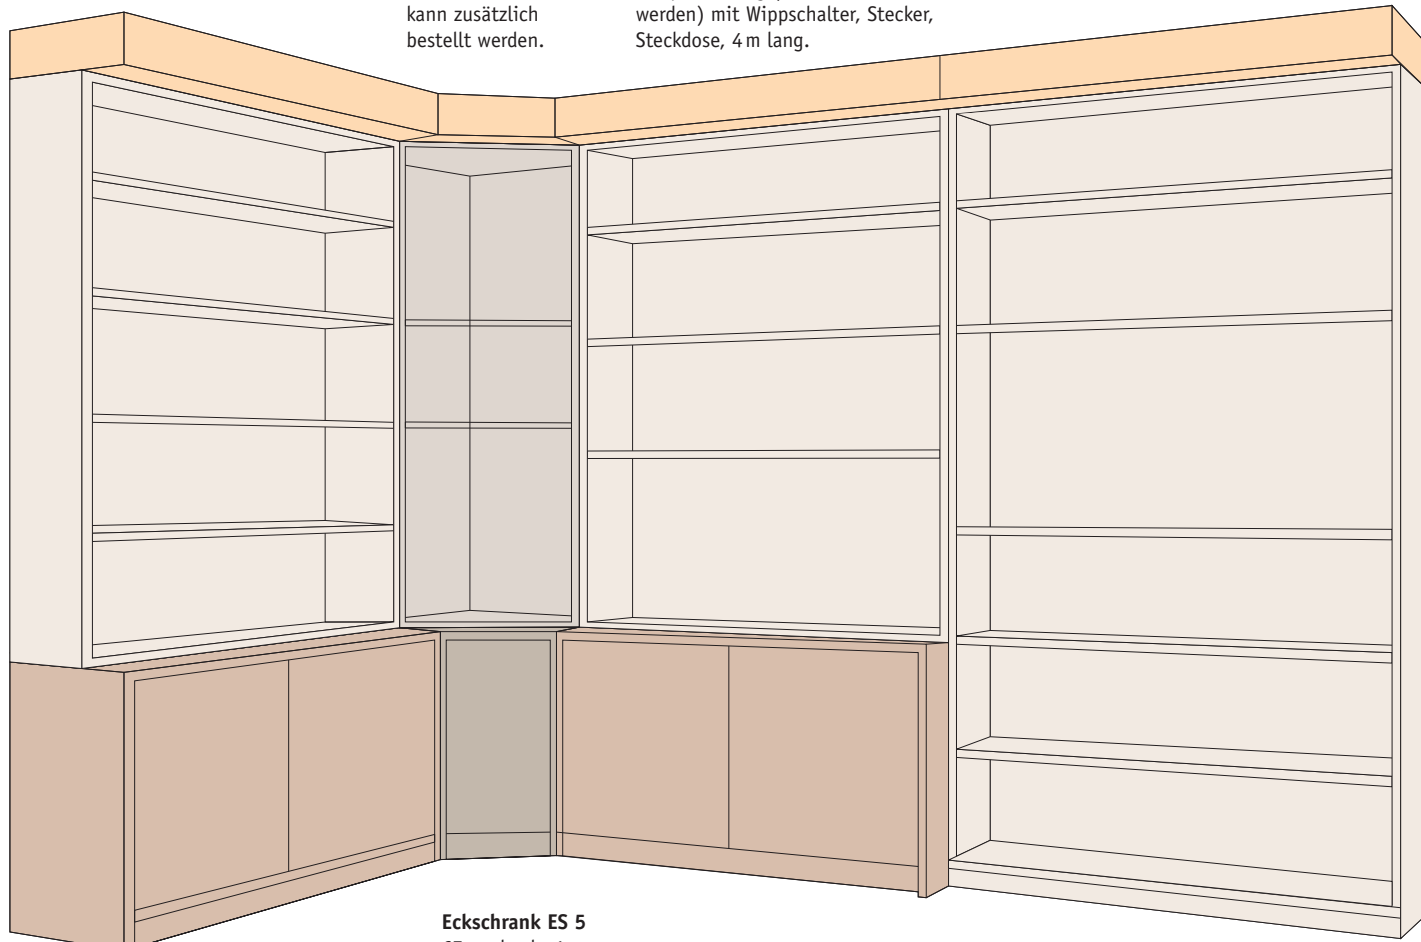 kann zusätzlich
bestellt werden.
werden) mit Wippschalter, Stecker,
Steckdose, 4 m lang.
Eckschrank ES 5